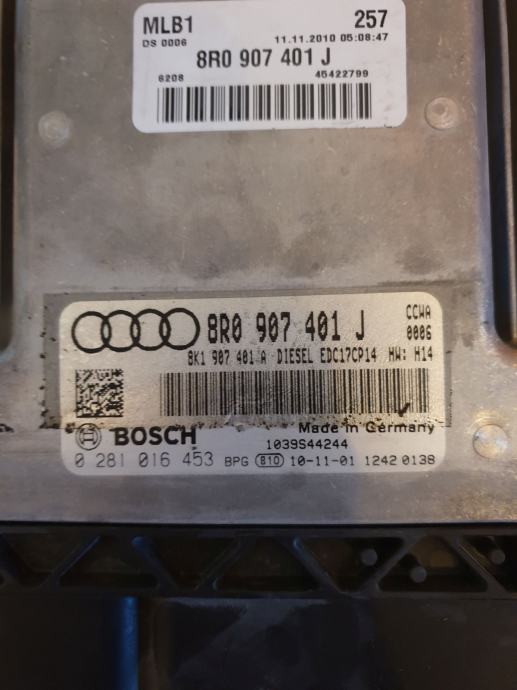 MLB1 257
DS 0006 11.11.2010 05:08:47
8R0 907 401 J
6208 45422799
8R0 907 401 J CCWA
0006
8K1 907 401 A DIESEL EDC17CP14 HW: H14
BOSCH Made in Germany
1039S44244
0 281 016 453 BPG 810 10-11-01 1242 0138